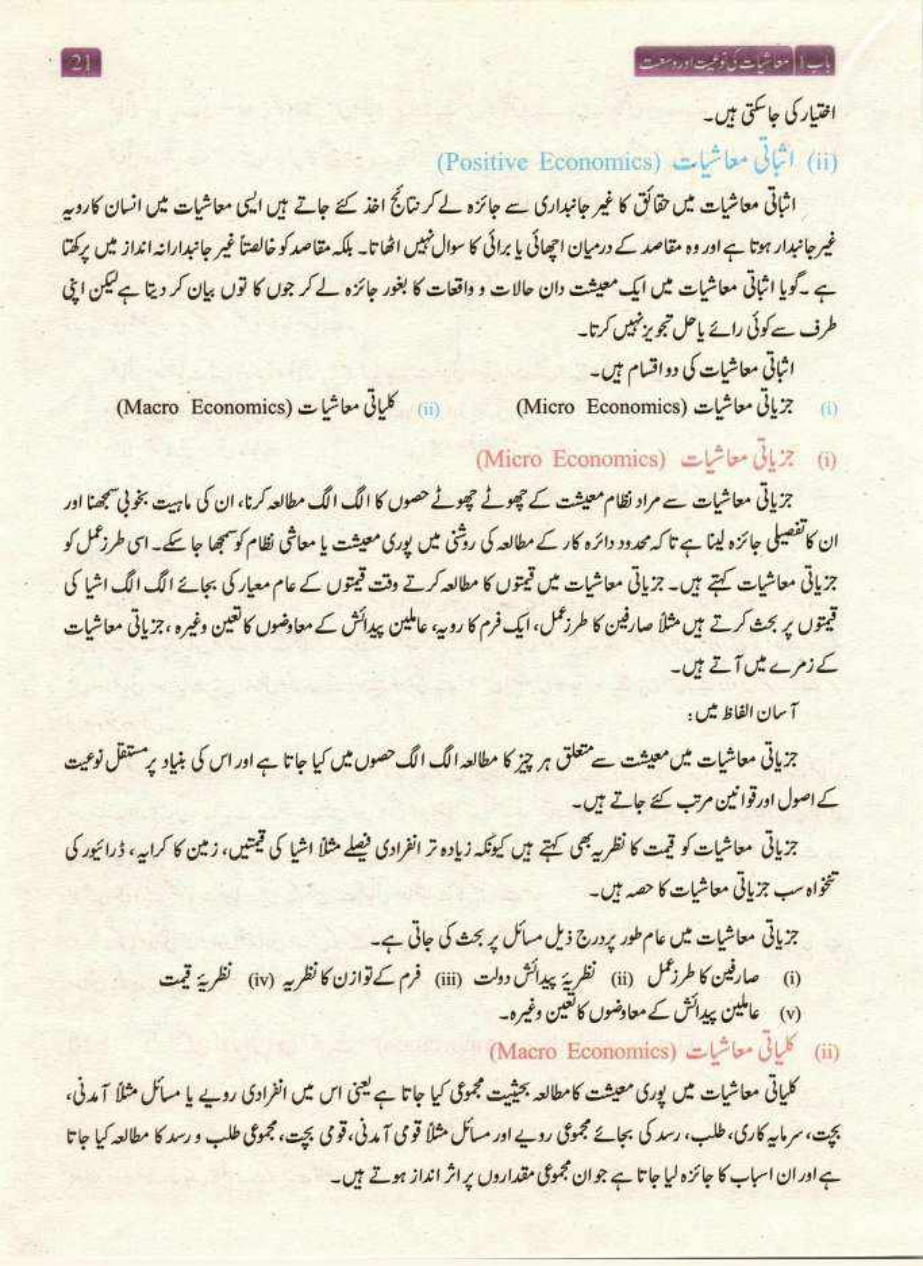 باب 1 معاشیات کی نوعیت اور وسعت 21
اختیار کی جاسکتی ہیں۔
(ii) اثباتی معاشیات (Positive Economics)
اثباتی معاشیات میں حقائق کا غیر جانبداری سے جائزہ لے کر نتائج اخذ کئے جاتے ہیں ایسی معاشیات میں انسان کا رویہ
غیر جانبدار ہوتا ہے اور وہ مقاصد کے درمیان اچھائی یا برائی کا سوال نہیں اٹھاتا۔ بلکہ مقاصد کو خالصتاً غیر جانبدارانہ انداز میں پرکھتا
ہے۔ گویا اثباتی معاشیات میں ایک معیشت دان حالات و واقعات کا بغور جائزہ لے کر جوں کا توں بیان کر دیتا ہے لیکن اپنی
طرف سے کوئی رائے یا حل تجویز نہیں کرتا۔
اثباتی معاشیات کی دو اقسام ہیں۔
(i) جزیاتی معاشیات (Micro Economics) (ii) کلیاتی معاشیات (Macro Economics)
(i) جزیاتی معاشیات (Micro Economics)
جزیاتی معاشیات سے مراد نظام معیشت کے چھوٹے چھوٹے حصوں کا الگ الگ مطالعہ کرنا، ان کی ماہیت بخوبی سمجھنا اور
ان کا تفصیلی جائزہ لینا ہے تاکہ محدود دائرہ کار کے مطالعہ کی روشنی میں پوری معیشت یا معاشی نظام کو سمجھا جا سکے۔ اسی طرز عمل کو
جزیاتی معاشیات کہتے ہیں۔ جزیاتی معاشیات میں قیمتوں کا مطالعہ کرتے وقت قیمتوں کے عام معیار کی بجائے الگ الگ اشیا کی
قیمتوں پر بحث کرتے ہیں مثلاً صارفین کا طرز عمل، ایک فرم کا رویہ، عاملین پیدائش کے معاوضوں کا تعین وغیرہ، جزیاتی معاشیات
کے زمرے میں آتے ہیں۔
آسان الفاظ میں:
جزیاتی معاشیات میں معیشت سے متعلق ہر چیز کا مطالعہ الگ الگ حصوں میں کیا جاتا ہے اور اس کی بنیاد پر مستقل نوعیت
کے اصول اور قوانین مرتب کئے جاتے ہیں۔
جزیاتی معاشیات کو قیمت کا نظریہ بھی کہتے ہیں کیونکہ زیادہ تر انفرادی فیصلے مثلاً اشیا کی قیمتیں، زمین کا کرایہ، ڈرائیور کی
تنخواہ سب جزیاتی معاشیات کا حصہ ہیں۔
جزیاتی معاشیات میں عام طور پر درج ذیل مسائل پر بحث کی جاتی ہے۔
(i) صارفین کا طرز عمل (ii) نظریۂ پیدائش دولت (iii) فرم کے توازن کا نظریہ (iv) نظریۂ قیمت
(v) عاملین پیدائش کے معاوضوں کا تعین وغیرہ۔
(ii) کلیاتی معاشیات (Macro Economics)
کلیاتی معاشیات میں پوری معیشت کا مطالعہ بحیثیت مجموعی کیا جاتا ہے یعنی اس میں انفرادی رویے یا مسائل مثلاً آمدنی،
بچت، سرمایہ کاری، طلب، رسد کی بجائے مجموعی رویے اور مسائل مثلاً قومی آمدنی، قومی بچت، مجموعی طلب و رسد کا مطالعہ کیا جاتا
ہے اور ان اسباب کا جائزہ لیا جاتا ہے جو ان مجموعی مقداروں پر اثر انداز ہوتے ہیں۔